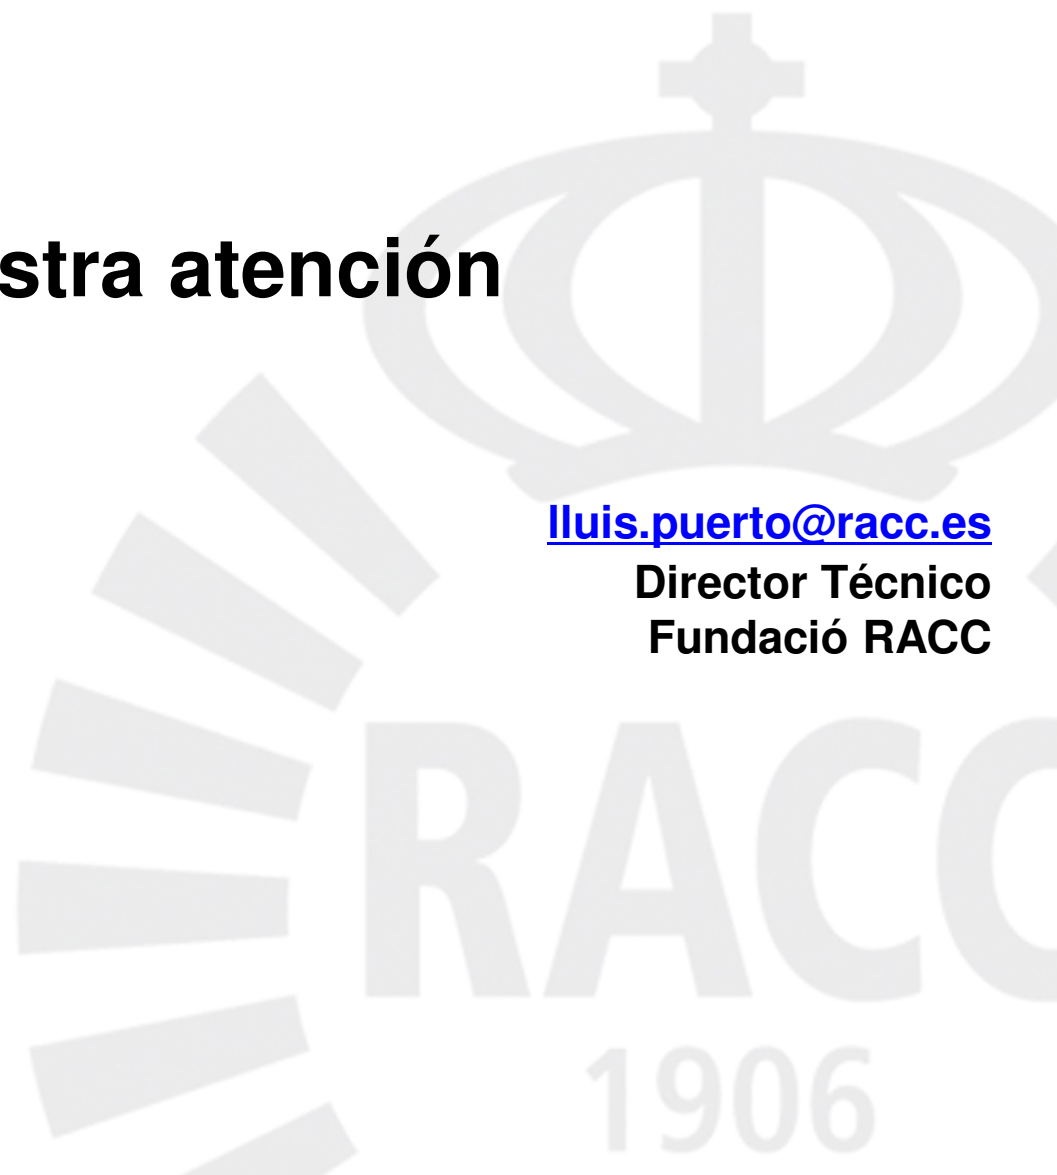 stra atención
lluis.puerto@racc.es
Director Técnico
Fundació RACC
RACC
1906